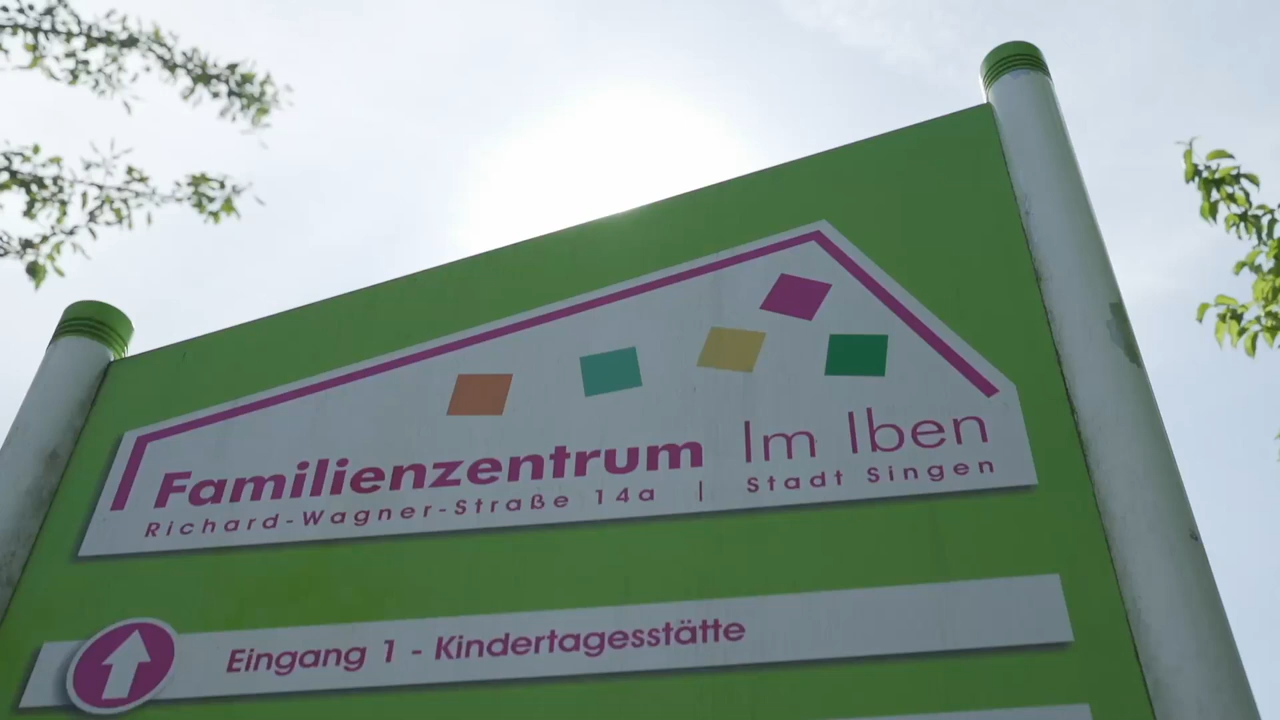 Familienzentrum Im Iben
Richard-Wagner-Straße 14a | Stadt Singen
Eingang 1 - Kindertagesstätte